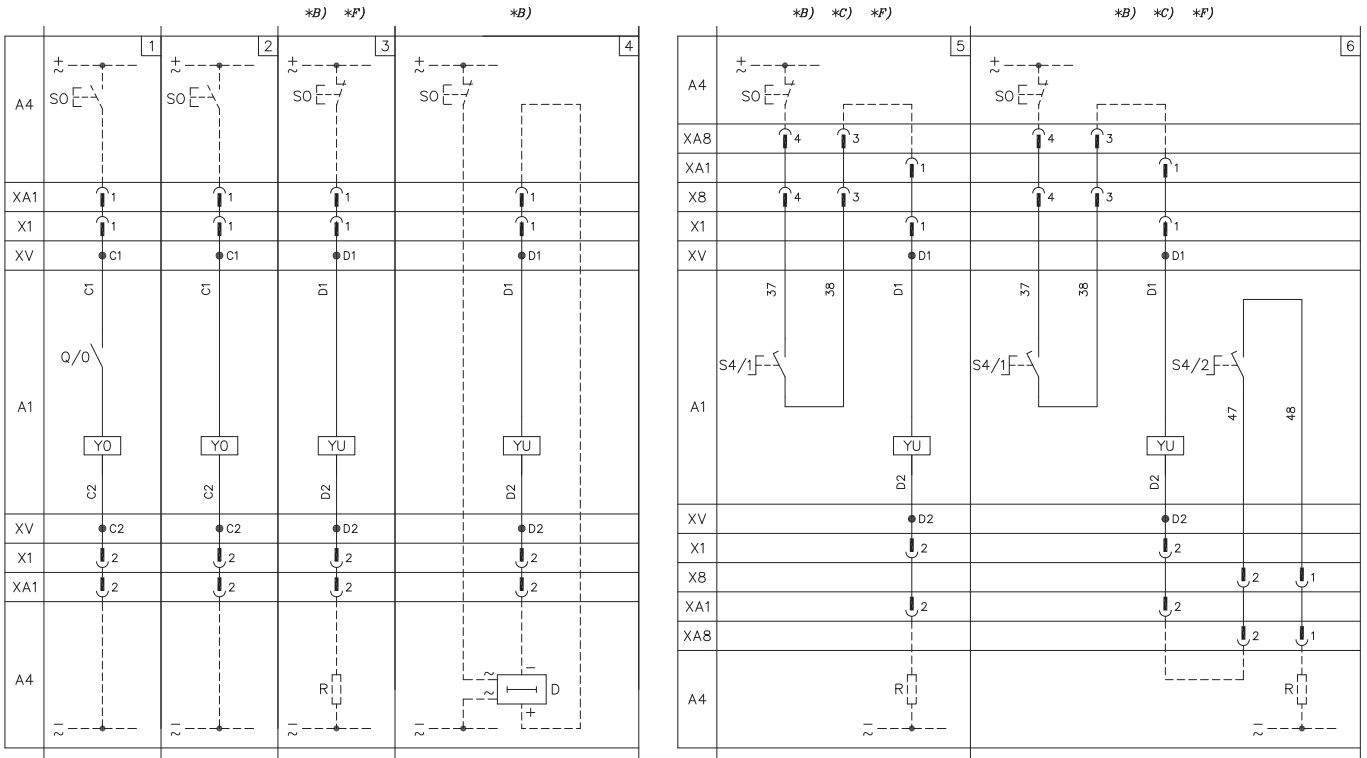 *B) *F)
*B)
*B) *C) *F)
*B) *C) *F)
1
2
3
4
5
6
+
~
+
~
+
~
+
~
+
~
+
~
A4
SO
SO
SO
SO
A4
SO
SO
XA8
4
3
4
3
XA1
1
1
XA1
1
1
1
1
X8
4
3
4
3
X1
1
1
1
1
X1
1
1
XV
C1
C1
D1
D1
XV
D1
D1
C1
C1
D1
D1
37
38
D1
37
38
D1
Q/0
S4/1
S4/1
S4/2
A1
A1
47
48
YO
YO
YU
YU
YU
YU
C2
C2
D2
D2
D2
D2
XV
C2
C2
D2
D2
XV
D2
D2
X1
2
2
2
2
X1
2
2
X8
2
1
XA1
2
2
2
2
XA1
2
2
XA8
2
1
A4
R
~
~
−
+
D
A4
R
R
−
~
−
~
−
~
−
~
−
~
−
~